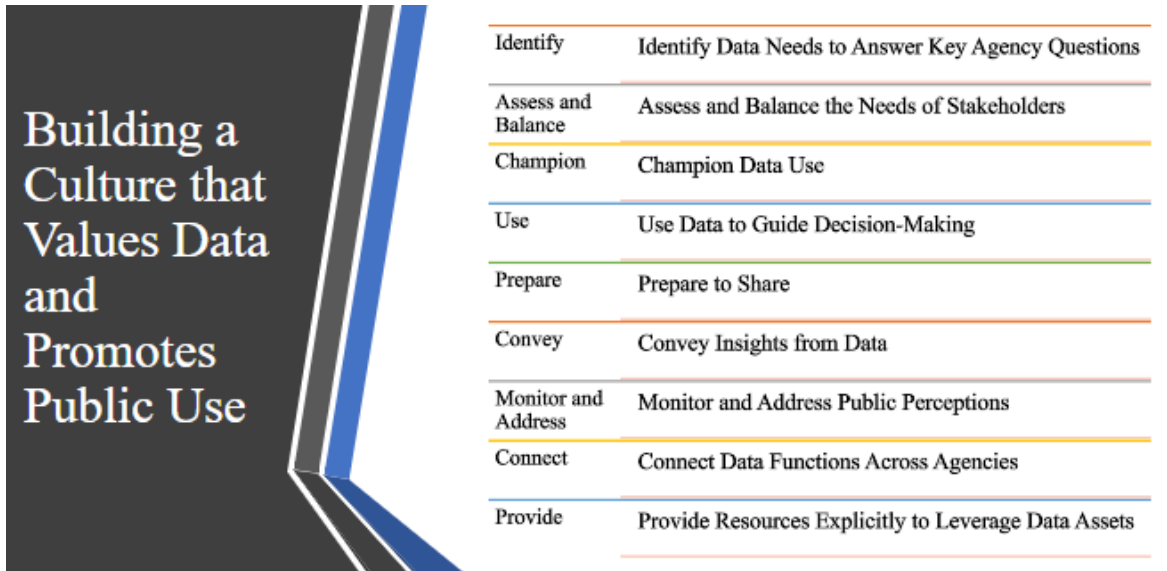 Building a
Culture that
Values Data
and
Promotes
Public Use
Identify
Identify Data Needs to Answer Key Agency Questions
Assess and
Balance
Assess and Balance the Needs of Stakeholders
Champion
Champion Data Use
Use
Use Data to Guide Decision-Making
Prepare
Prepare to Share
Convey
Convey Insights from Data
Monitor and
Address
Monitor and Address Public Perceptions
Connect
Connect Data Functions Across Agencies
Provide
Provide Resources Explicitly to Leverage Data Assets